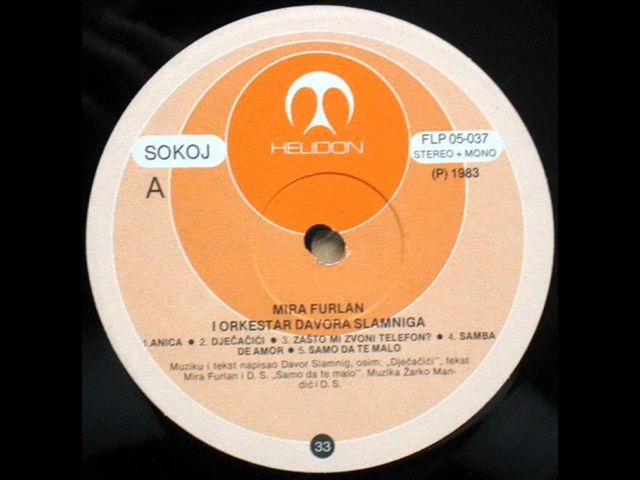 HELIDON
SOKOJ
FLP 05-037
STEREO + MONO
A
(P) 1983
MIRA FURLAN
I ORKESTAR DAVORA SLAMNIGA
1.ANICA ● 2. DJEČAČIĆI ● 3. ZAŠTO MI ZVONI TELEFON? ● 4. SAMBA
DE AMOR ● 5. SAMO DA TE MALO
Muziku i tekst napisao Davor Slamnig, osim: „Dječačići", tekst
Mira Furlan i D. S. „Samo da te malo". Muzika Žarko Man-
dić i D. S.
33